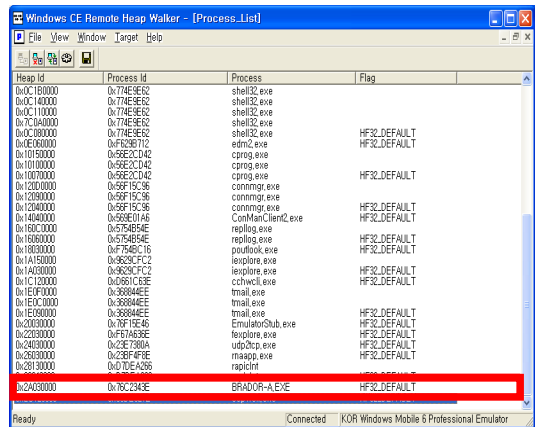 Windows CE Remote Heap Walker - [Process_List]
File View Window Target Help
Heap Id Process Id Process Flag
0x0C1B0000 0x774E9E62 shell32.exe
0x0C140000 0x774E9E62 shell32.exe
0x0C110000 0x774E9E62 shell32.exe
0x7C0A0000 0x774E9E62 shell32.exe
0x0C080000 0x774E9E62 shell32.exe HF32_DEFAULT
0x0E060000 0xF629B712 edm2.exe HF32_DEFAULT
0x10150000 0x56E2CD42 cprog.exe
0x10100000 0x56E2CD42 cprog.exe
0x10070000 0x56E2CD42 cprog.exe HF32_DEFAULT
0x120D0000 0x56F15C96 connmgr.exe
0x12090000 0x56F15C96 connmgr.exe
0x12040000 0x56F15C96 connmgr.exe HF32_DEFAULT
0x14040000 0x569E01A6 ConManClient2.exe HF32_DEFAULT
0x160C0000 0x5754B54E repllog.exe
0x16060000 0x5754B54E repllog.exe HF32_DEFAULT
0x18030000 0xF754BC16 poutlook.exe HF32_DEFAULT
0x1A150000 0x9629CFC2 iexplore.exe
0x1A030000 0x9629CFC2 iexplore.exe HF32_DEFAULT
0x1C120000 0xD661C63E cchwcli.exe HF32_DEFAULT
0x1E0F0000 0x368844EE tmail.exe
0x1E0C0000 0x368844EE tmail.exe
0x1E090000 0x368844EE tmail.exe HF32_DEFAULT
0x20030000 0x76F15E46 EmulatorStub.exe HF32_DEFAULT
0x22030000 0xF67A636E fexplore.exe HF32_DEFAULT
0x24030000 0x23E7380A udp2tcp.exe HF32_DEFAULT
0x26030000 0x23BF4F8E rnaapp.exe HF32_DEFAULT
0x28130000 0xD7DEA266 rapiclnt
0x2A030000 0x76C2343E BRADOR-A.EXE HF32_DEFAULT
Ready Connected KOR Windows Mobile 6 Professional Emulator